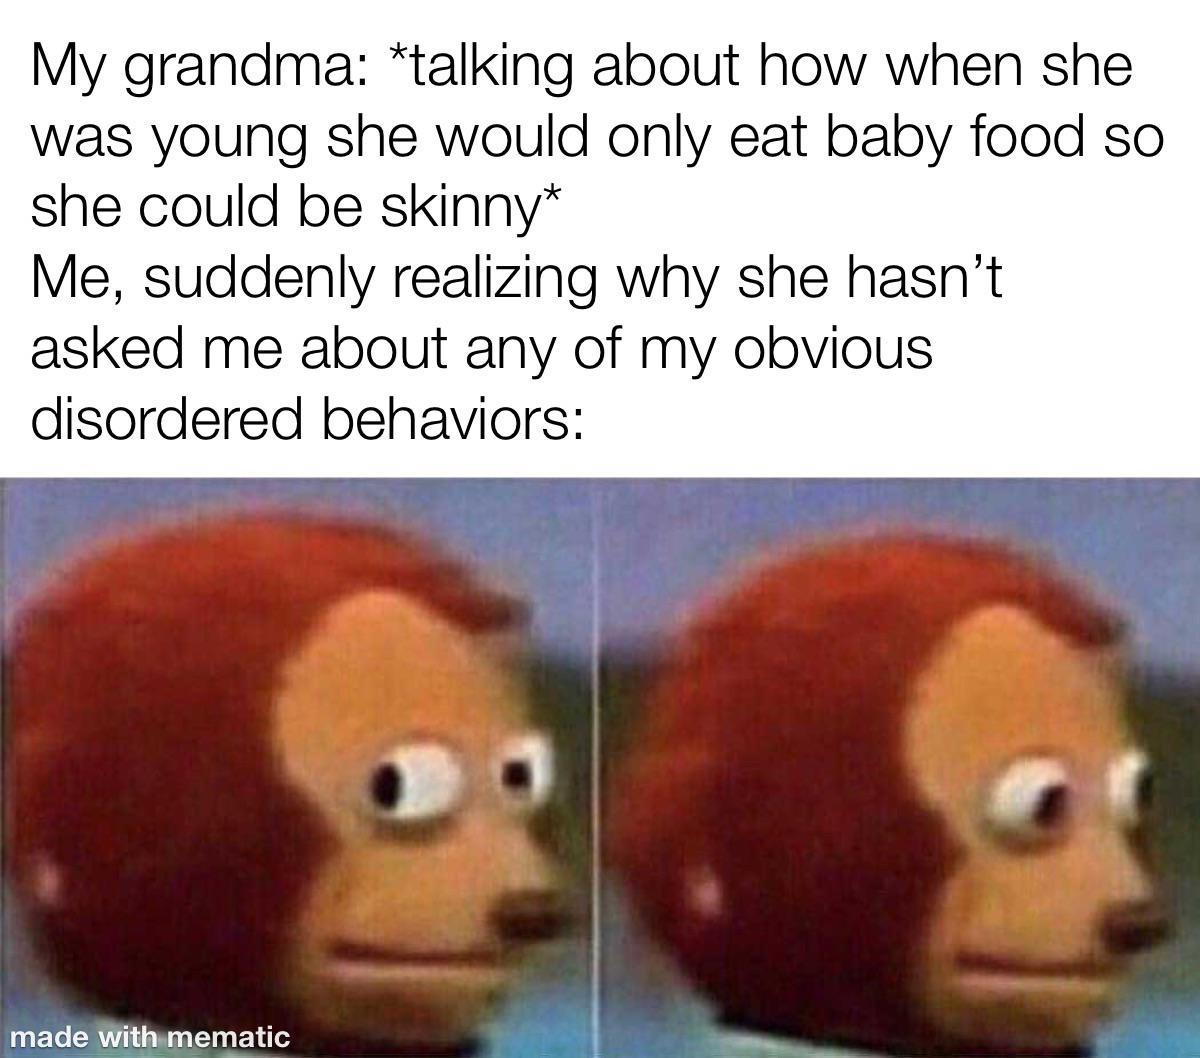 My grandma: *talking about how when she
was young she would only eat baby food so
she could be skinny*
Me, suddenly realizing why she hasn’t
asked me about any of my obvious
disordered behaviors:
made with mematic